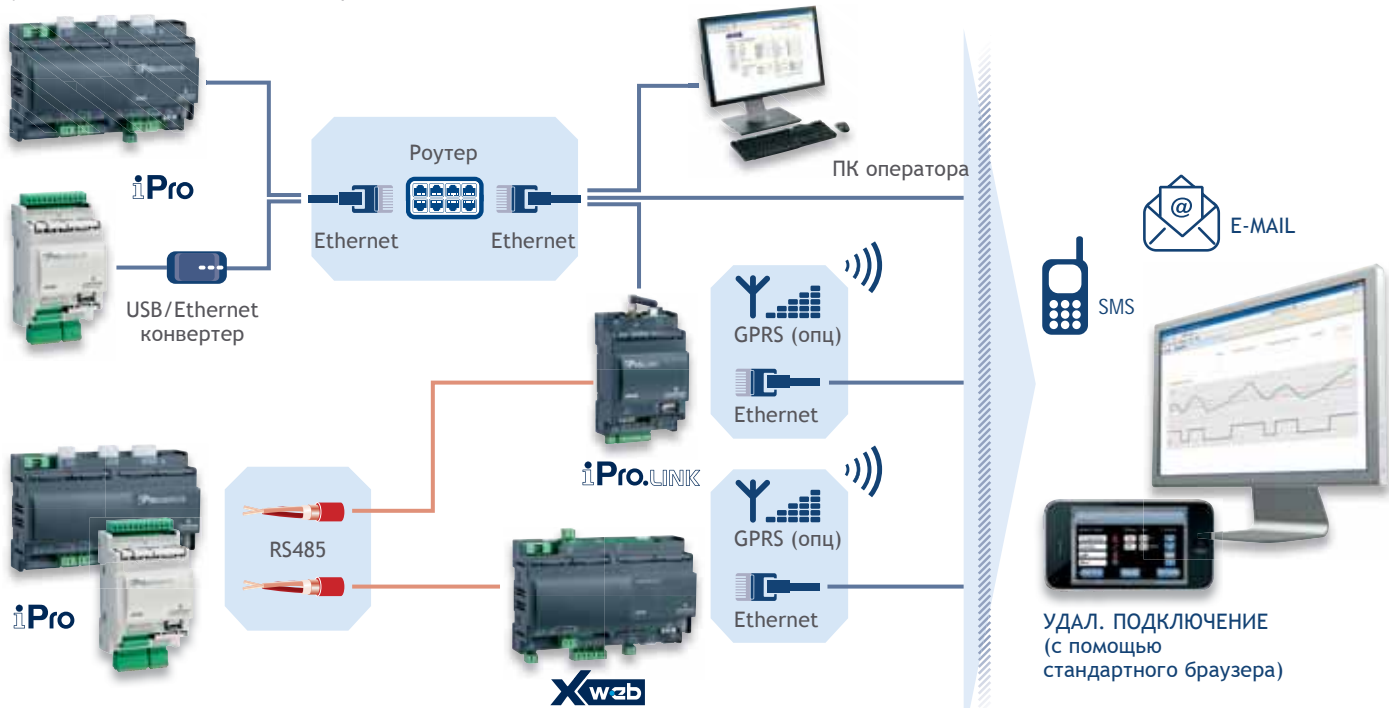 iPro
Роутер
Ethernet
Ethernet
USB/Ethernet
конвертер
ПК оператора
@
E-MAIL
SMS
GPRS (опц)
Ethernet
iPro.LINK
iPro
RS485
GPRS (опц)
Ethernet
Xweb
УДАЛ. ПОДКЛЮЧЕНИЕ
(с помощью
стандартного браузера)